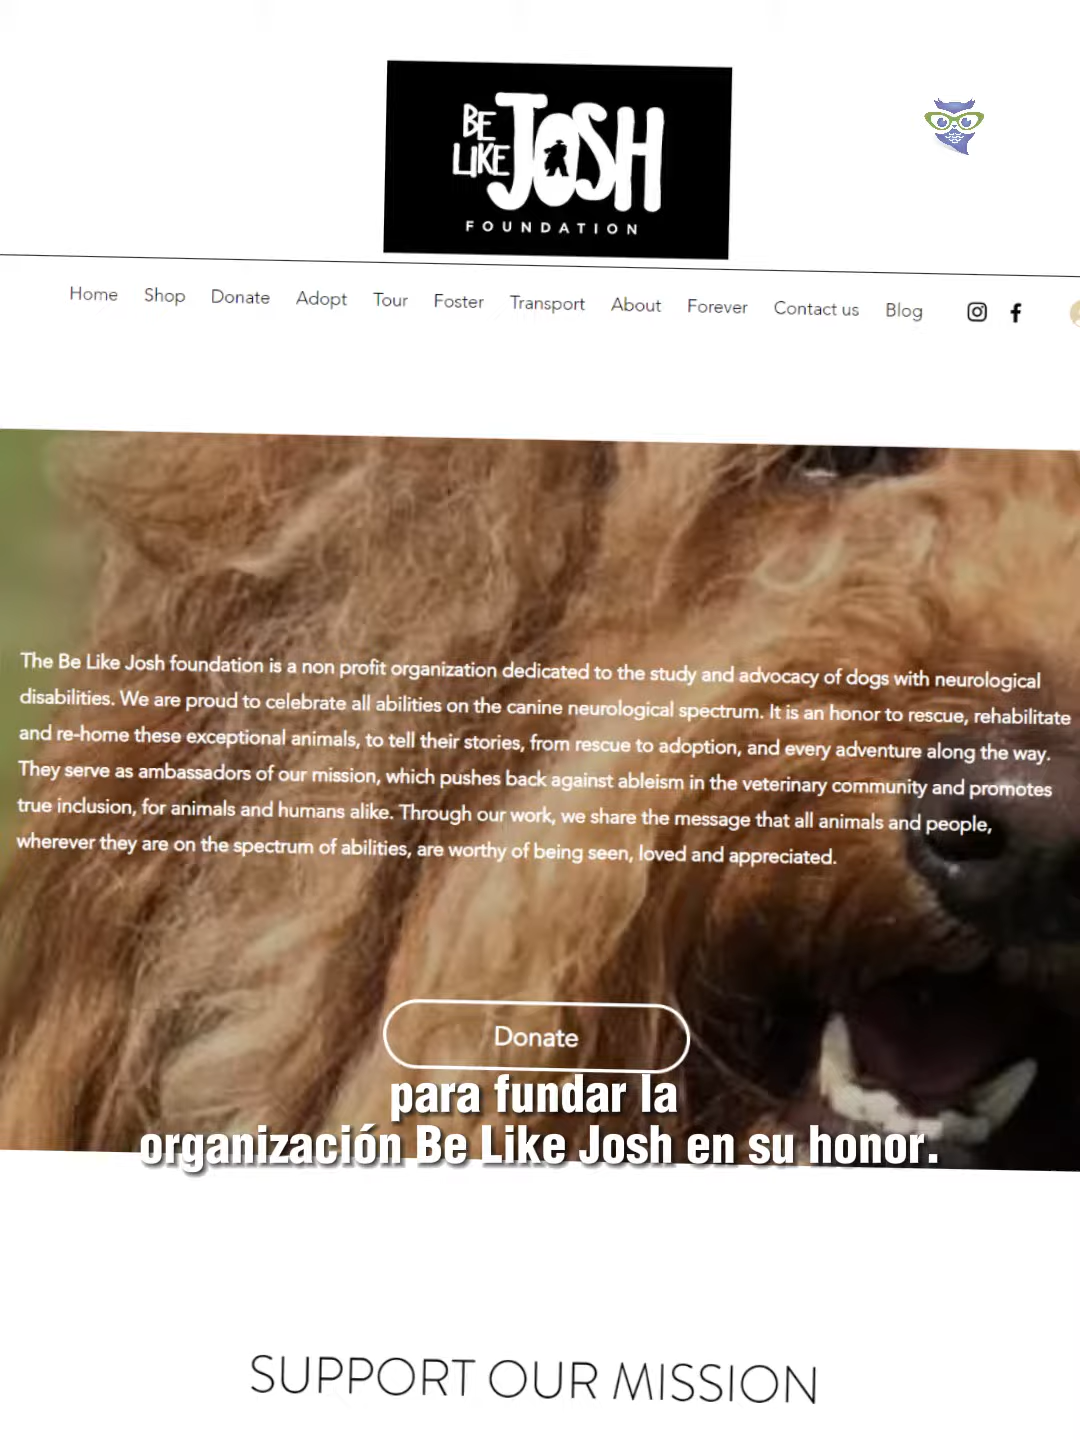 BE
LIKE JOSH
FOUNDATION
Home Shop Donate Adopt Tour Foster Transport About Forever Contact us Blog
The Be Like Josh foundation is a non profit organization dedicated to the study and advocacy of dogs with neurological
disabilities. We are proud to celebrate all abilities on the canine neurological spectrum. It is an honor to rescue, rehabilitate
and re-home these exceptional animals, to tell their stories, from rescue to adoption, and every adventure along the way.
They serve as ambassadors of our mission, which pushes back against ableism in the veterinary community and promotes
true inclusion, for animals and humans alike. Through our work, we share the message that all animals and people,
wherever they are on the spectrum of abilities, are worthy of being seen, loved and appreciated.
Donate
para fundar la
organización Be Like Josh en su honor.
SUPPORT OUR MISSION